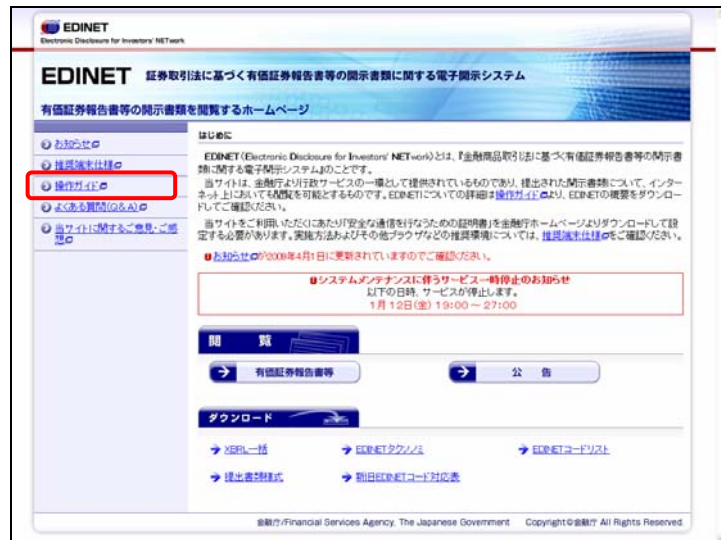 EDINET
Electronic Disclosure for Investors' NETwork
EDINET 証券取引法に基づく有価証券報告書等の開示書類に関する電子開示システム
有価証券報告書等の開示書類を閲覧するホームページ
お知らせ
推奨端末仕様
操作ガイド
よくある質問(Q&A)
当サイトに関するご意見・ご感
想
はじめに
EDINET(Electronic Disclosure for Investors' NETwork)とは、『金融商品取引法に基づく有価証券報告書等の開示書
類に関する電子開示システム』のことです。
当サイトは、金融庁より行政サービスの一環として提供されているものであり、提出された開示書類について、インター
ネット上においても閲覧を可能とするものです。EDINETについての詳細は操作ガイドより、EDINETの概要をダウンロー
ドしてご確認ください。
当サイトをご利用いただくにあたり『安全な通信を行なうための証明書』を金融庁ホームページよりダウンロードして設
定する必要があります。実施方法およびその他ブラウザなどの推奨環境については、推奨端末仕様をご確認ください。
お知らせが2008年4月1日に更新されていますのでご確認ください。
システムメンテナンスに伴うサービス一時停止のお知らせ
以下の日時、サービスが停止します。
1月12日(金) 19:00～27:00
閲 覧
有価証券報告書等
公 告
ダウンロード
XBRL一括
EDINETタクソノミ
EDINETコードリスト
提出書類様式
新旧EDINETコード対応表
金融庁/Financial Services Agency, The Japanese Government Copyright©金融庁 All Rights Reserved.